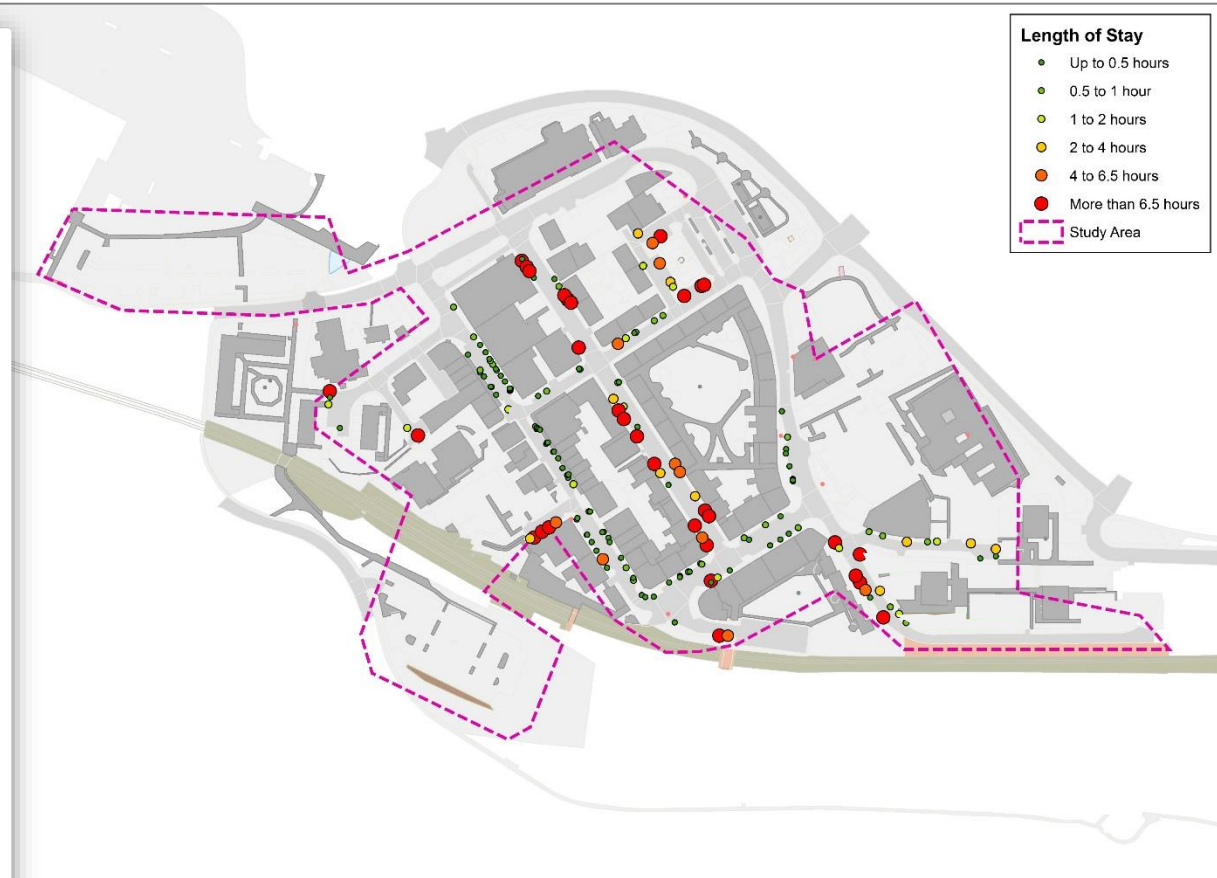 Length of Stay
Up to 0.5 hours
0.5 to 1 hour
1 to 2 hours
2 to 4 hours
4 to 6.5 hours
More than 6.5 hours
Study Area